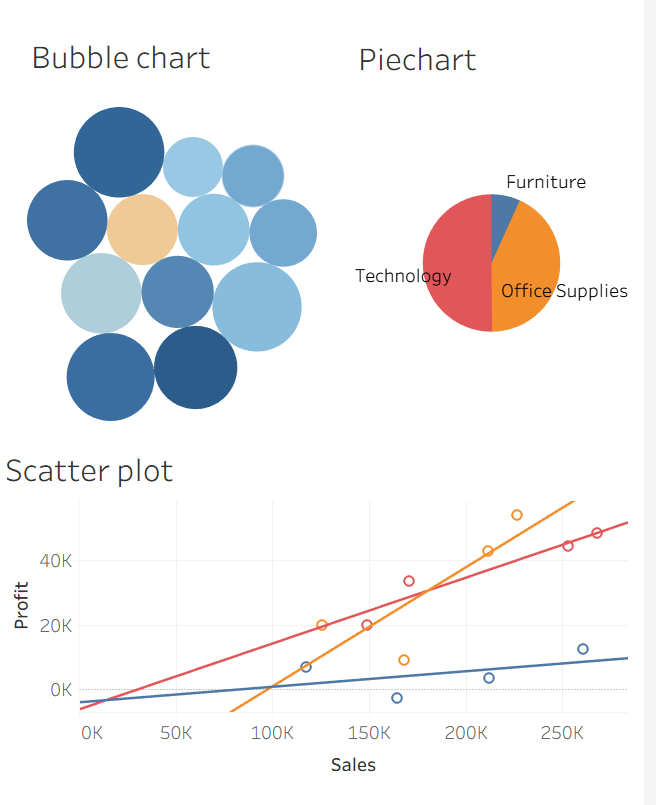 Bubble chart
Piechart
Furniture
Technology
Office Supplies
Scatter plot
Profit
40K
20K
0K
0K 50K 100K 150K 200K 250K
Sales